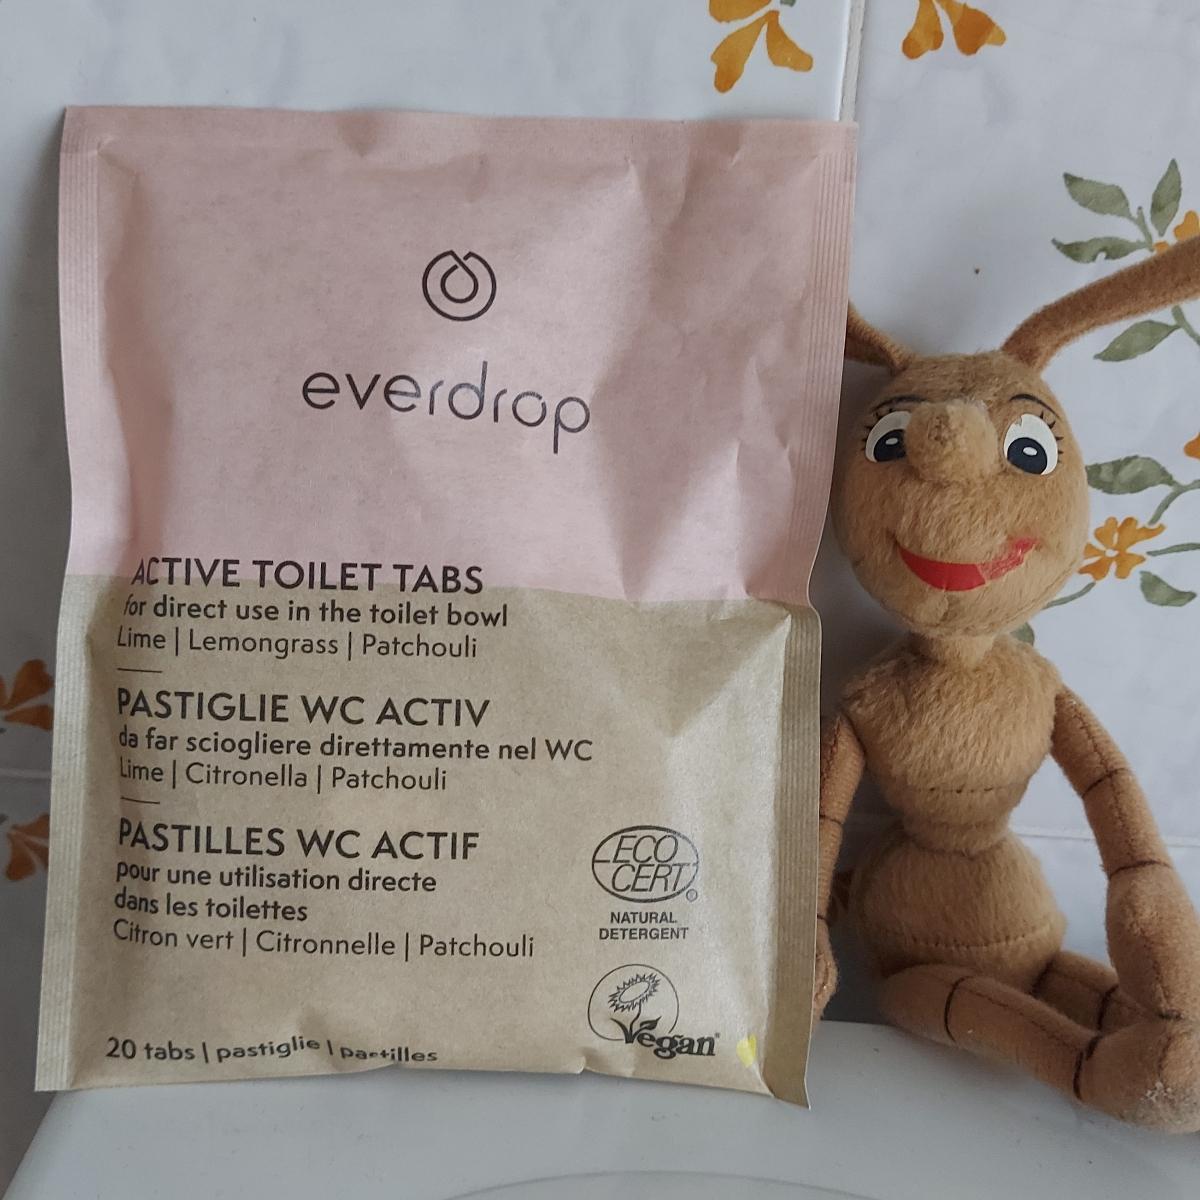 everdrop
ACTIVE TOILET TABS
for direct use in the toilet bowl
Lime | Lemongrass | Patchouli
PASTIGLIE WC ACTIV
da far sciogliere direttamente nel WC
Lime | Citronella | Patchouli
PASTILLES WC ACTIF
pour une utilisation directe
dans les toilettes
Citron vert | Citronnelle | Patchouli
ECO
CERT®
NATURAL
DETERGENT
Vegan
20 tabs | pastiglie | pastilles